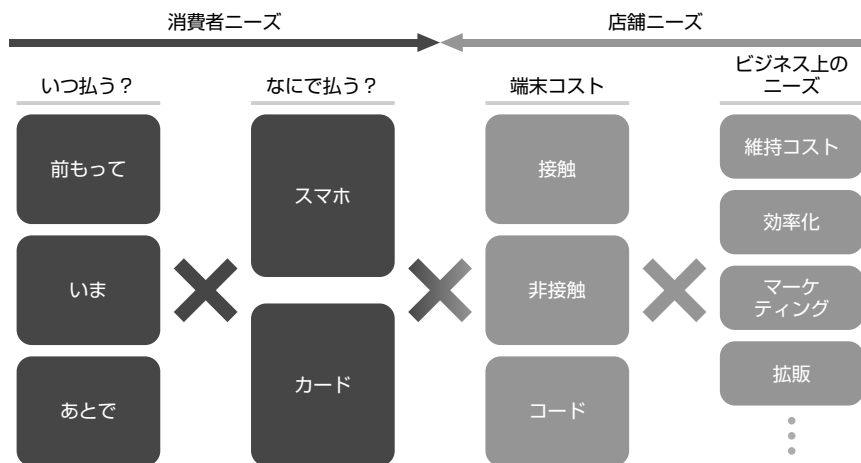 消費者ニーズ
店舗ニーズ
いつ払う？
なにで払う？
端末コスト
ビジネス上の
ニーズ
前もって
いま
あとで
スマホ
カード
接触
非接触
コード
維持コスト
効率化
マーケ
ティング
拡販